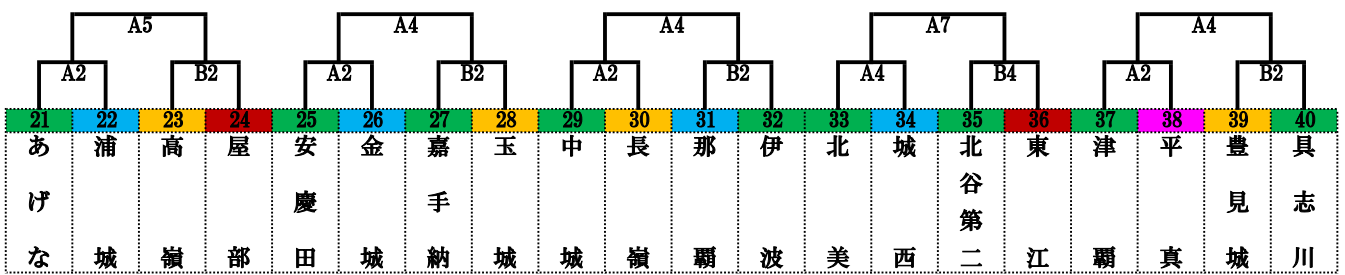 A5 A4 A4 A7 A4
A2 B2 A2 B2 A2 B2 A4 B4 A2 B2
21 22 23 24 25 26 27 28 29 30 31 32 33 34 35 36 37 38 39 40
あげな
浦城
高嶺
屋部
安慶田
金城
嘉手納
玉城
中城
長嶺
那覇
伊波
北美
城西
北谷第二
東江
津覇
平真
豊見城
具志川